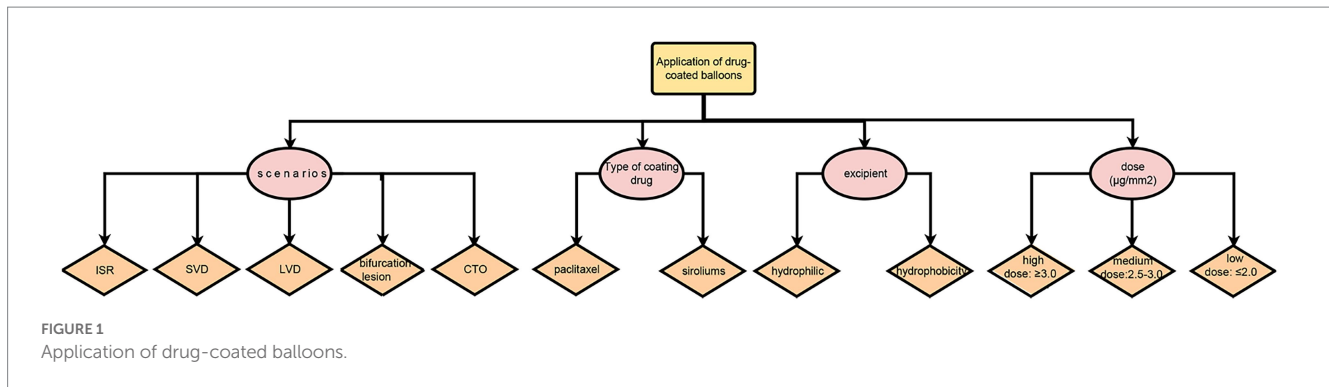 Application of drug-
coated balloons
s c e n a r i o s
Type of coating
drug
excipient
dose
(µg/mm2)
ISR
SVD
LVD
bifurcation
lesion
CTO
paclitaxel
siroliums
hydrophilic
hydrophobicity
high
dose: ≥3.0
medium
dose:2.5-3.0
low
dose: ≤2.0
FIGURE 1
Application of drug-coated balloons.